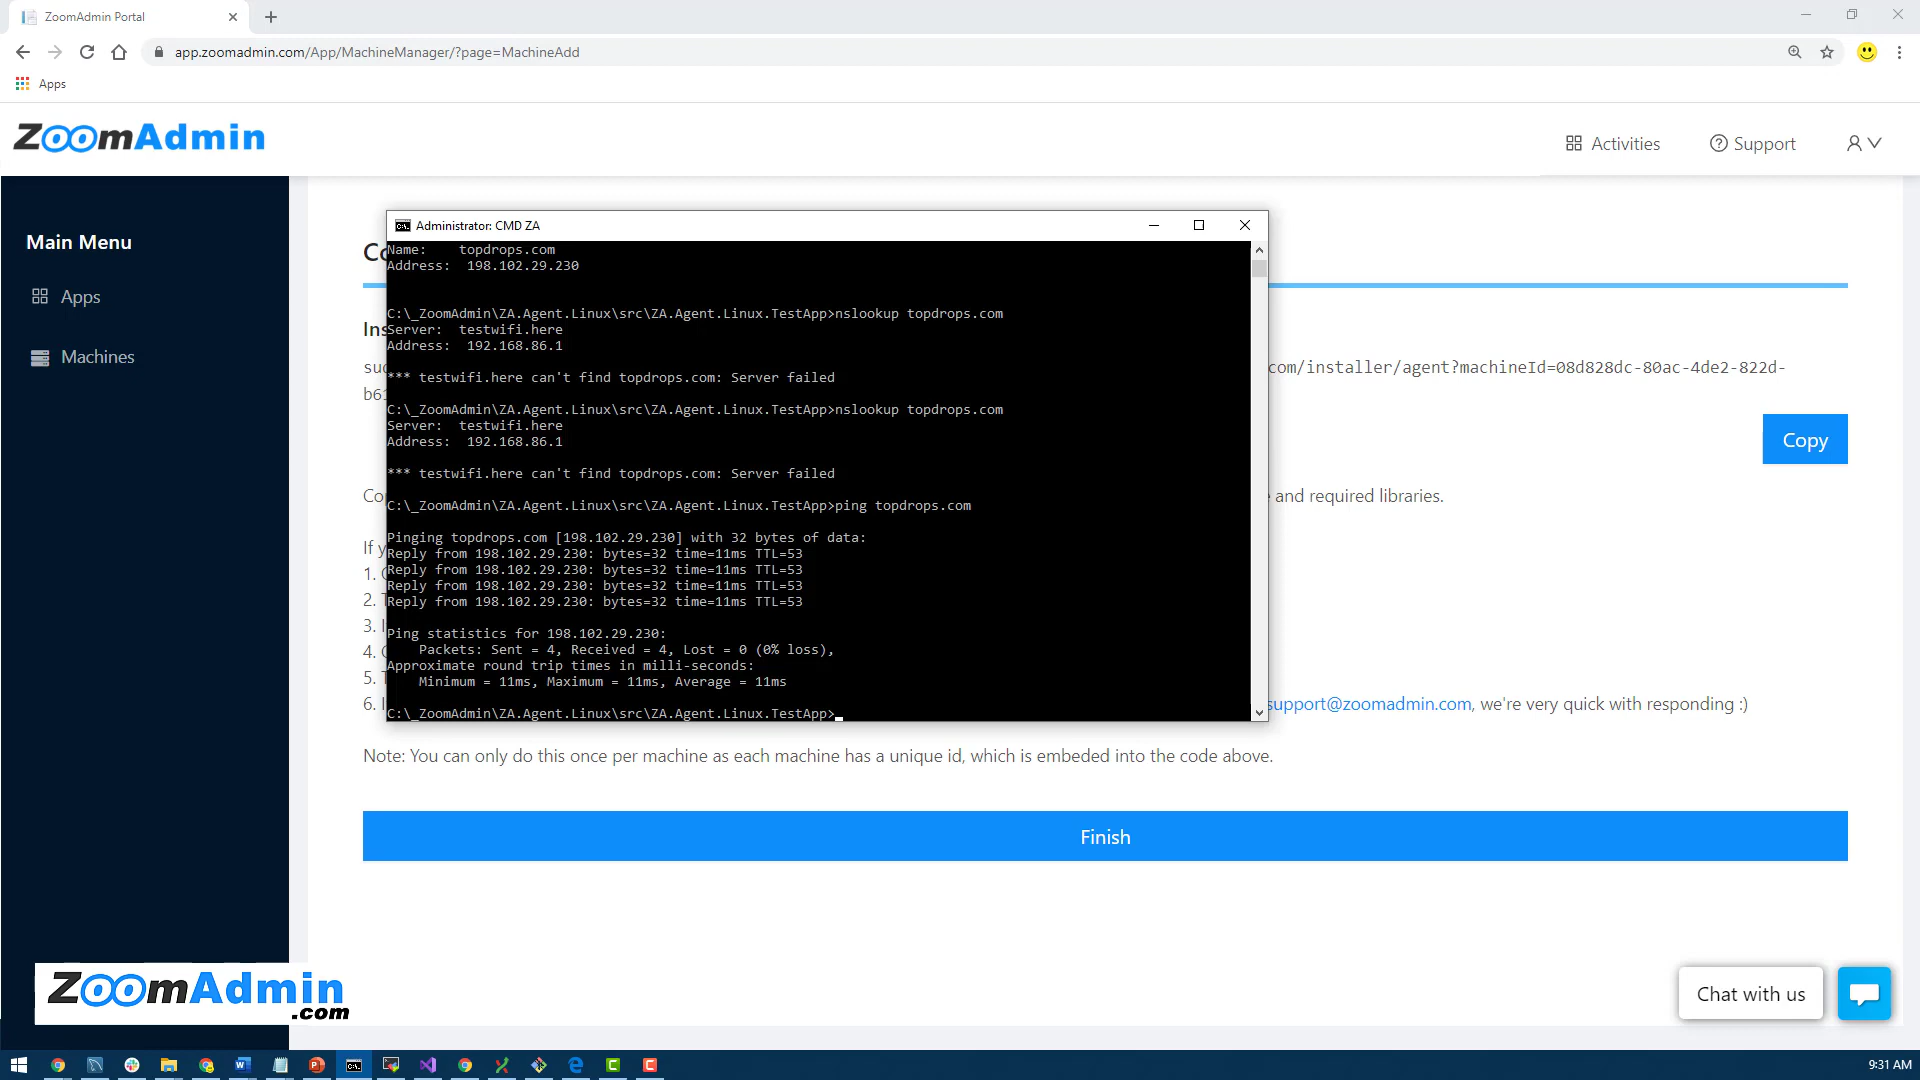 ZoomAdmin Portal
app.zoomadmin.com/App/MachineManager/?page=MachineAdd
Apps
ZoomAdmin
Activities
Support
Main Menu
Apps
Machines
Administrator: CMD ZA
Name:    topdrops.com
Address:  198.102.29.230
C:\_ZoomAdmin\ZA.Agent.Linux\src\ZA.Agent.Linux.TestApp>nslookup topdrops.com
Server:  testwifi.here
Address:  192.168.86.1
*** testwifi.here can't find topdrops.com: Server failed
C:\_ZoomAdmin\ZA.Agent.Linux\src\ZA.Agent.Linux.TestApp>nslookup topdrops.com
Server:  testwifi.here
Address:  192.168.86.1
*** testwifi.here can't find topdrops.com: Server failed
C:\_ZoomAdmin\ZA.Agent.Linux\src\ZA.Agent.Linux.TestApp>ping topdrops.com
Pinging topdrops.com [198.102.29.230] with 32 bytes of data:
Reply from 198.102.29.230: bytes=32 time=11ms TTL=53
Reply from 198.102.29.230: bytes=32 time=11ms TTL=53
Reply from 198.102.29.230: bytes=32 time=11ms TTL=53
Reply from 198.102.29.230: bytes=32 time=11ms TTL=53
Ping statistics for 198.102.29.230:
    Packets: Sent = 4, Received = 4, Lost = 0 (0% loss),
Approximate round trip times in milli-seconds:
    Minimum = 11ms, Maximum = 11ms, Average = 11ms
C:\_ZoomAdmin\ZA.Agent.Linux\src\ZA.Agent.Linux.TestApp>
com/installer/agent?machineId=08d828dc-80ac-4de2-822d-
Copy
and required libraries.
If
1.
2.
3.
4.
5.
6. support@zoomadmin.com, we're very quick with responding :)
Note: You can only do this once per machine as each machine has a unique id, which is embeded into the code above.
Finish
ZoomAdmin
.com
Chat with us
9:31 AM